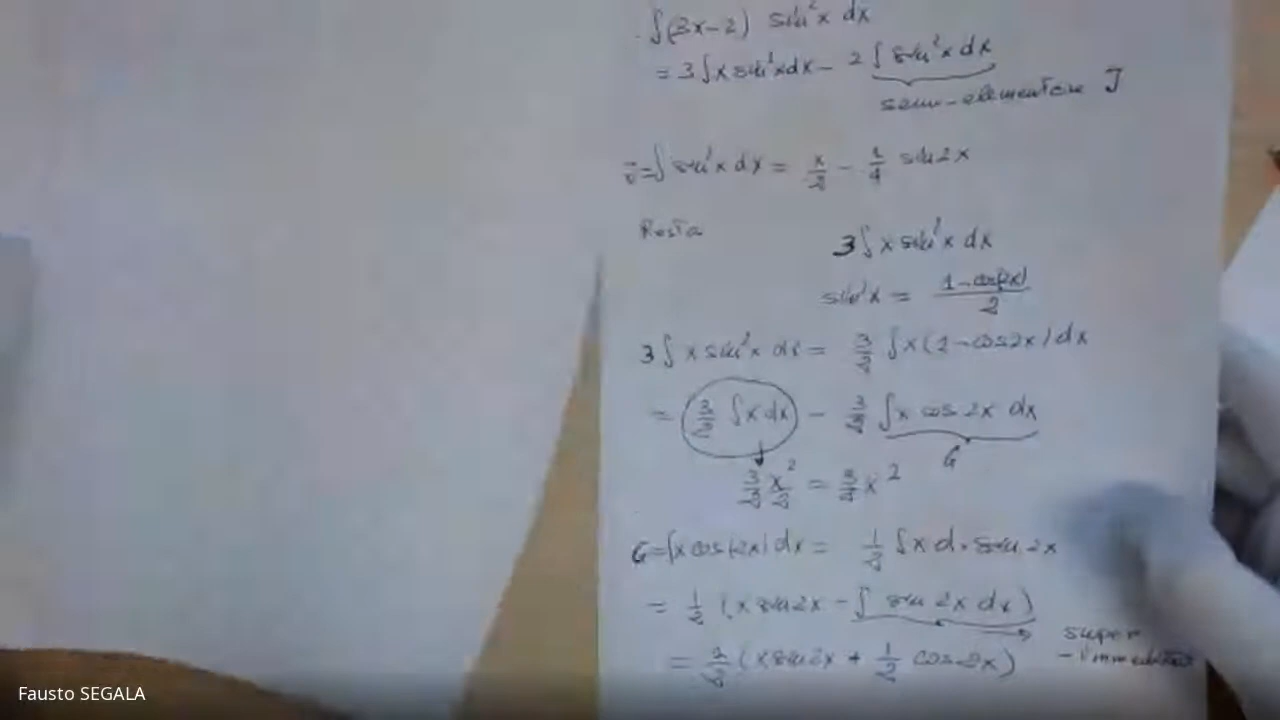 ∫(3x-2) sin²x dx
= 3∫x sin²x dx - 2∫ sin²x dx
semi-elementare J
J=∫ sin²x dx = x/2 - 1/4 sin2x
Resta
3∫x sin²x dx
sin²x = (1-cos(2x))/2
3∫x sin²x dx = 3/2 ∫x(1-cos2x)dx
= 3/2 ∫x dx - 3/2 ∫x cos 2x dx
G
3/2 x²/2 = 3/4 x²
G=∫x cos(2x)dx = 1/2 ∫x d·sin 2x
= 1/2 (x sin2x - ∫ sin 2x dx)
super
-immediato
= 1/2 (x sin2x + 1/2 cos2x)
Fausto SEGALA